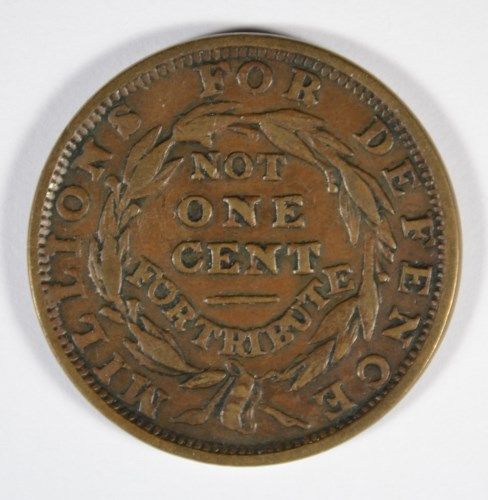 MILLIONS FOR DEFENCE
NOT
ONE
CENT
FOR TRIBUTE